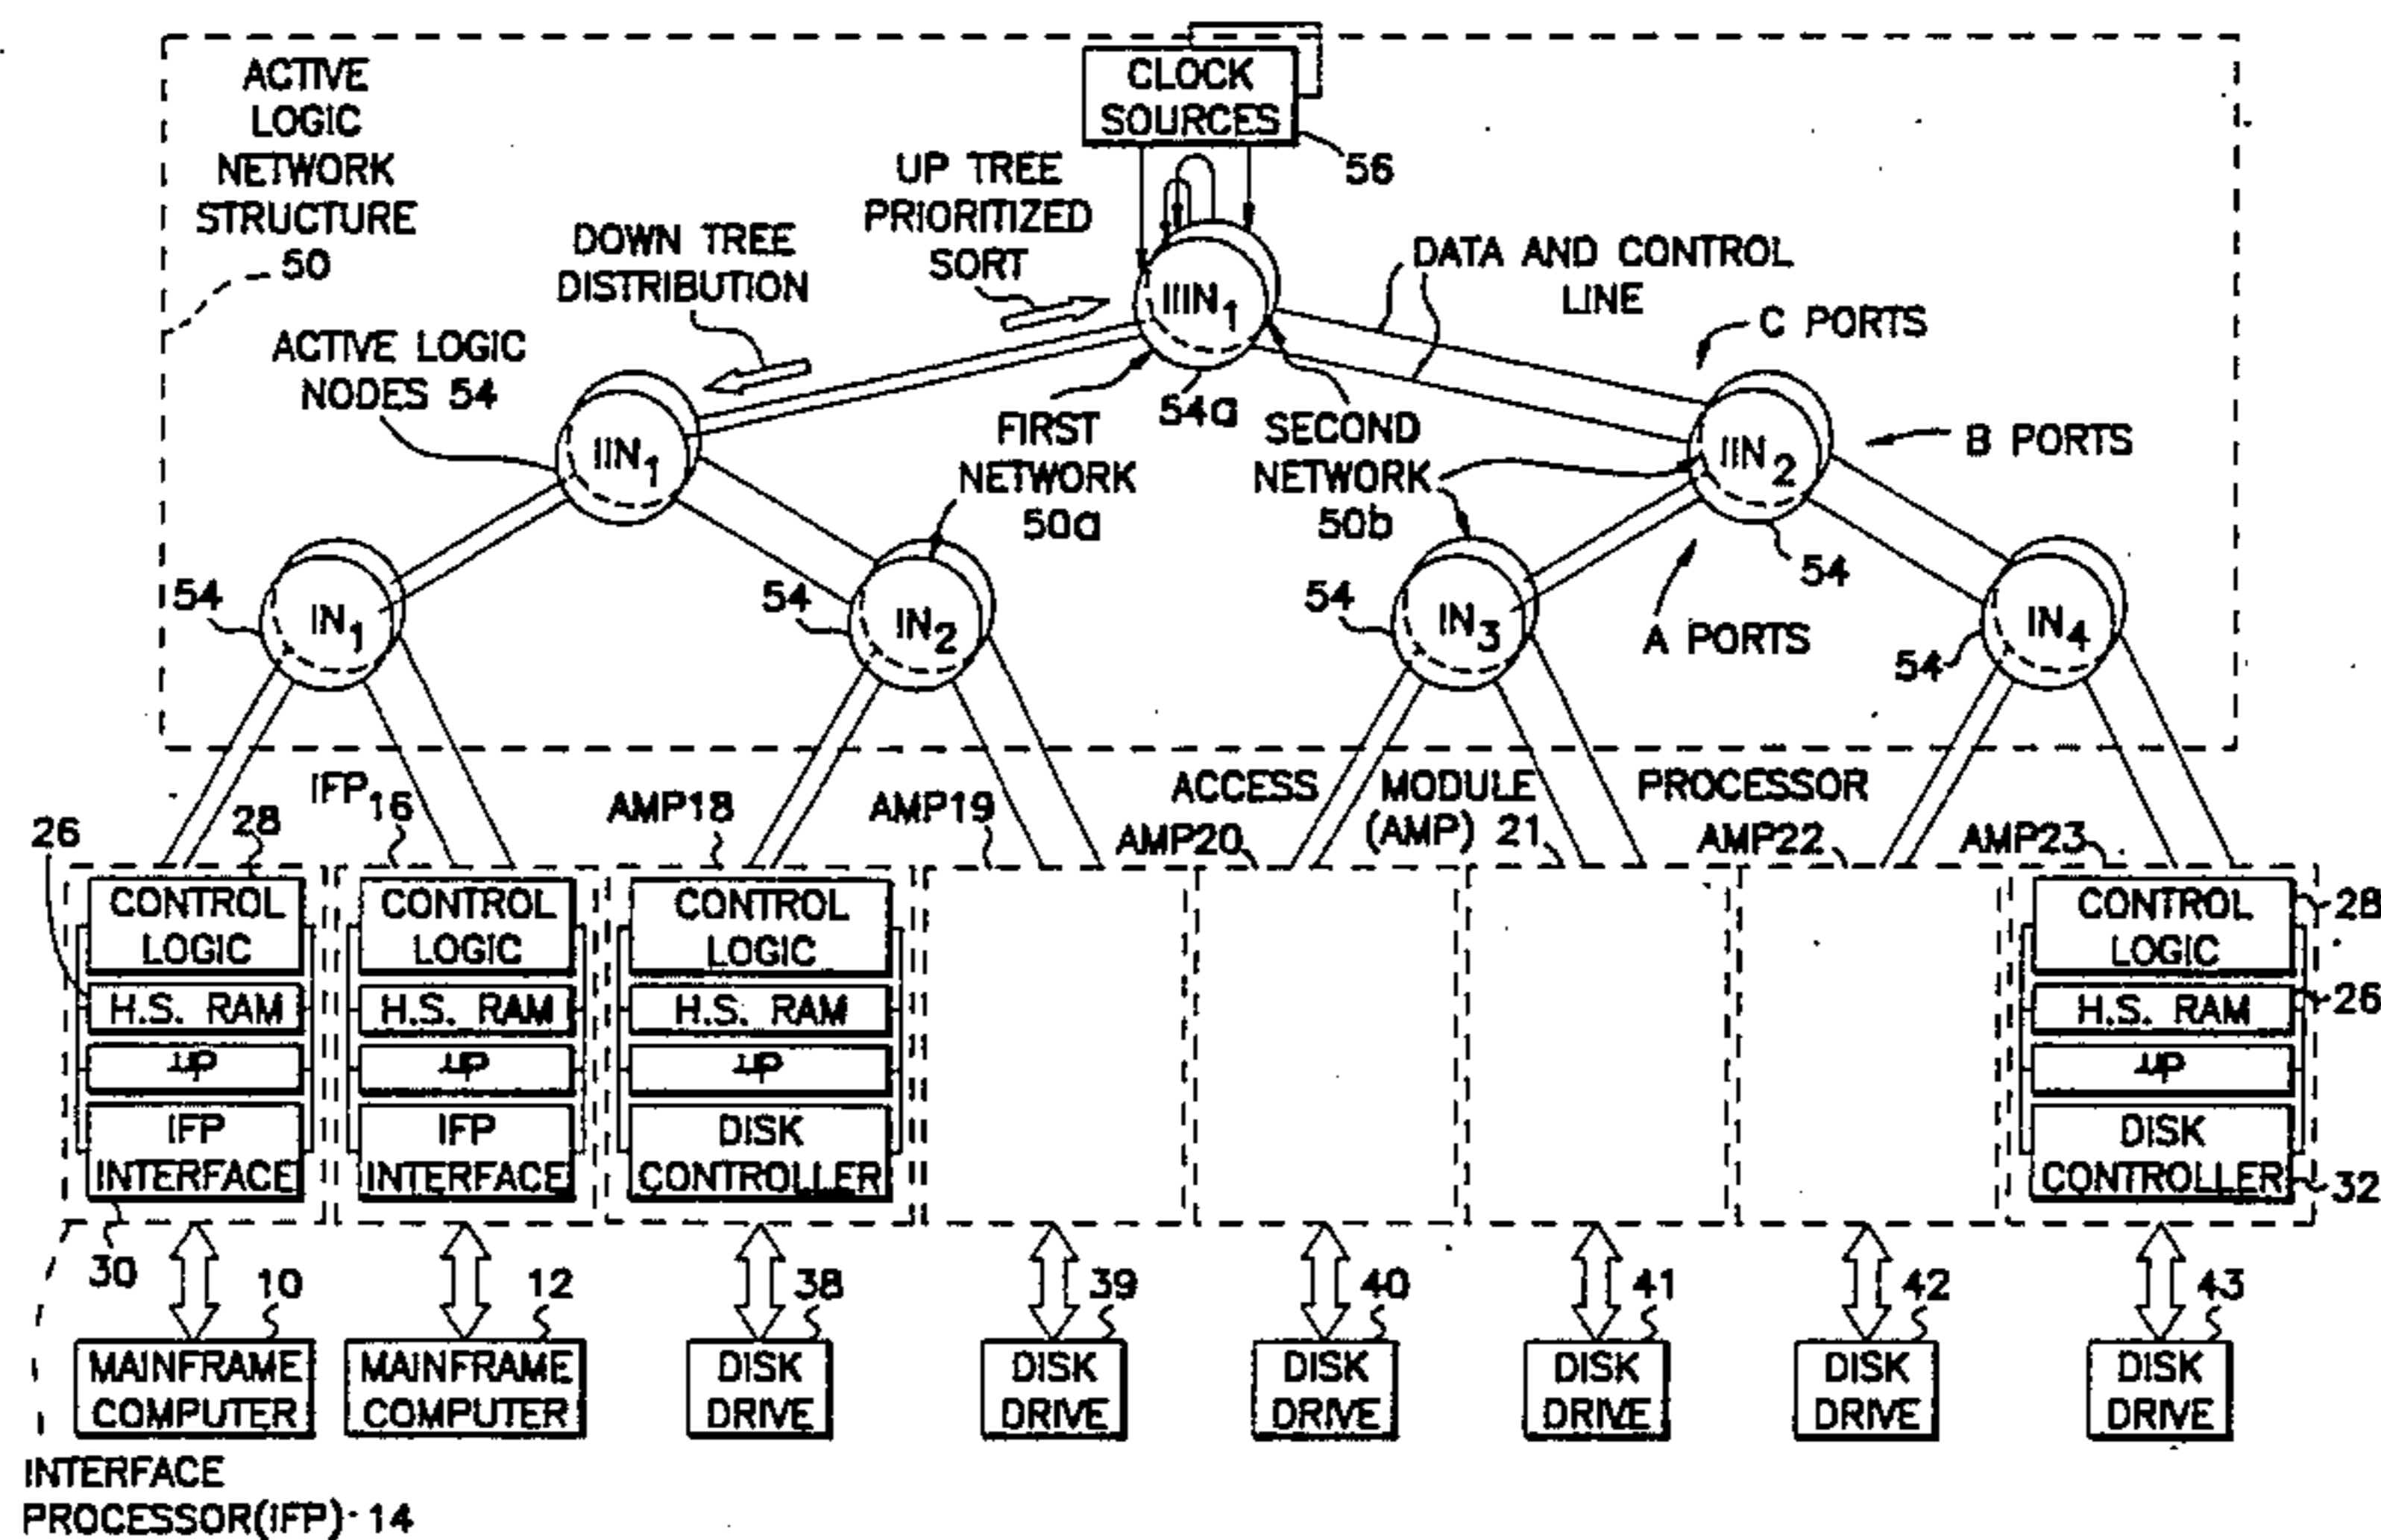 ACTIVE
LOGIC
NETWORK
STRUCTURE
50
CLOCK
SOURCES
56
UP TREE
PRIORITIZED
SORT
DOWN TREE
DISTRIBUTION
DATA AND CONTROL
LINE
C PORTS
ACTIVE LOGIC
NODES 54
IIIN1
54a
FIRST
NETWORK
50a
SECOND
NETWORK
50b
B PORTS
IIN1
IIN2
54
A PORTS
54
IN1
54
IN2
54
IN3
54
IN4
IFP16
AMP18
AMP19
ACCESS MODULE PROCESSOR
AMP20
(AMP) 21
AMP22
AMP23
26
28
CONTROL
LOGIC
H.S. RAM
μP
IFP
INTERFACE
30
CONTROL
LOGIC
H.S. RAM
μP
IFP
INTERFACE
CONTROL
LOGIC
H.S. RAM
μP
DISK
CONTROLLER
CONTROL
LOGIC
28
H.S. RAM
26
μP
DISK
CONTROLLER
32
10
MAINFRAME
COMPUTER
12
MAINFRAME
COMPUTER
38
DISK
DRIVE
39
DISK
DRIVE
40
DISK
DRIVE
41
DISK
DRIVE
42
DISK
DRIVE
43
DISK
DRIVE
INTERFACE
PROCESSOR(IFP)-14